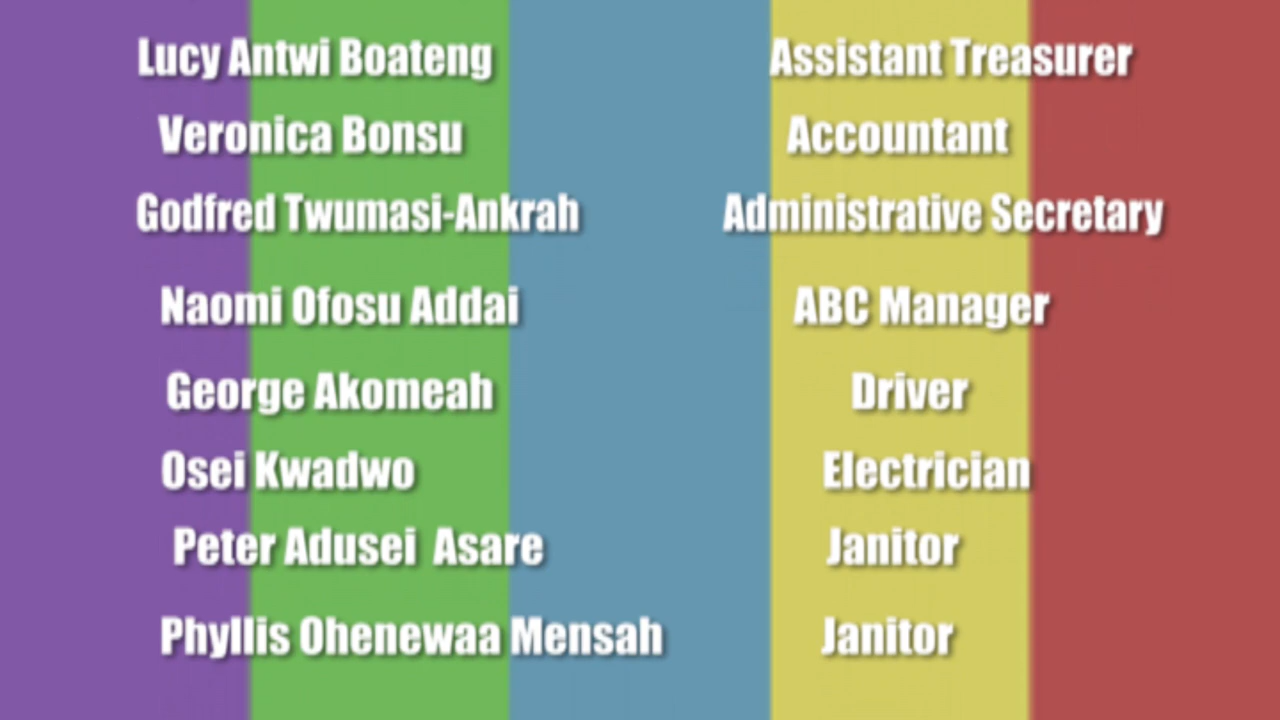 Lucy Antwi Boateng Assistant Treasurer
Veronica Bonsu Accountant
Godfred Twumasi-Ankrah Administrative Secretary
Naomi Ofosu Addai ABC Manager
George Akomeah Driver
Osei Kwadwo Electrician
Peter Adusei Asare Janitor
Phyllis Ohenewaa Mensah Janitor